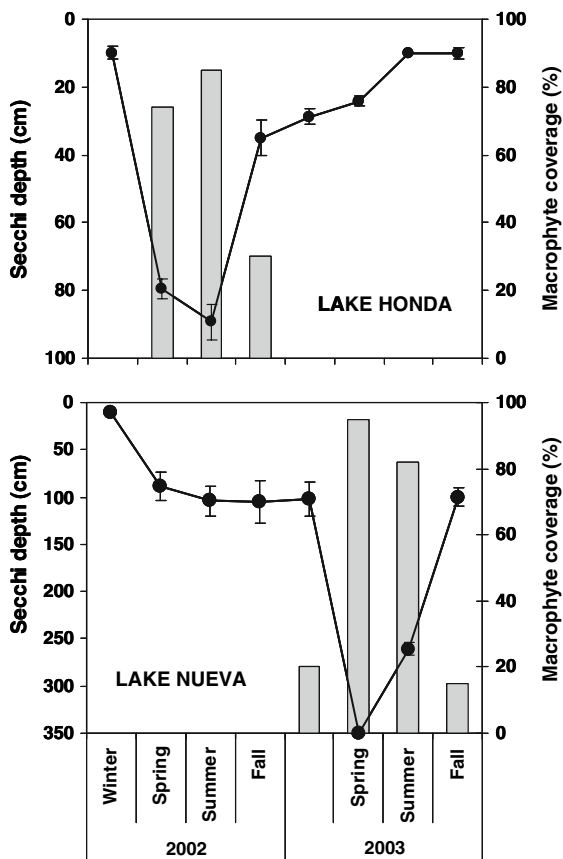 0
20
40
60
80
100
Secchi depth (cm)
100
80
60
40
20
0
Macrophyte coverage (%)
LAKE HONDA
0
50
100
150
200
250
300
350
Secchi depth (cm)
100
80
60
40
20
0
Macrophyte coverage (%)
LAKE NUEVA
Winter
Spring
Summer
Fall
Spring
Summer
Fall
2002
2003